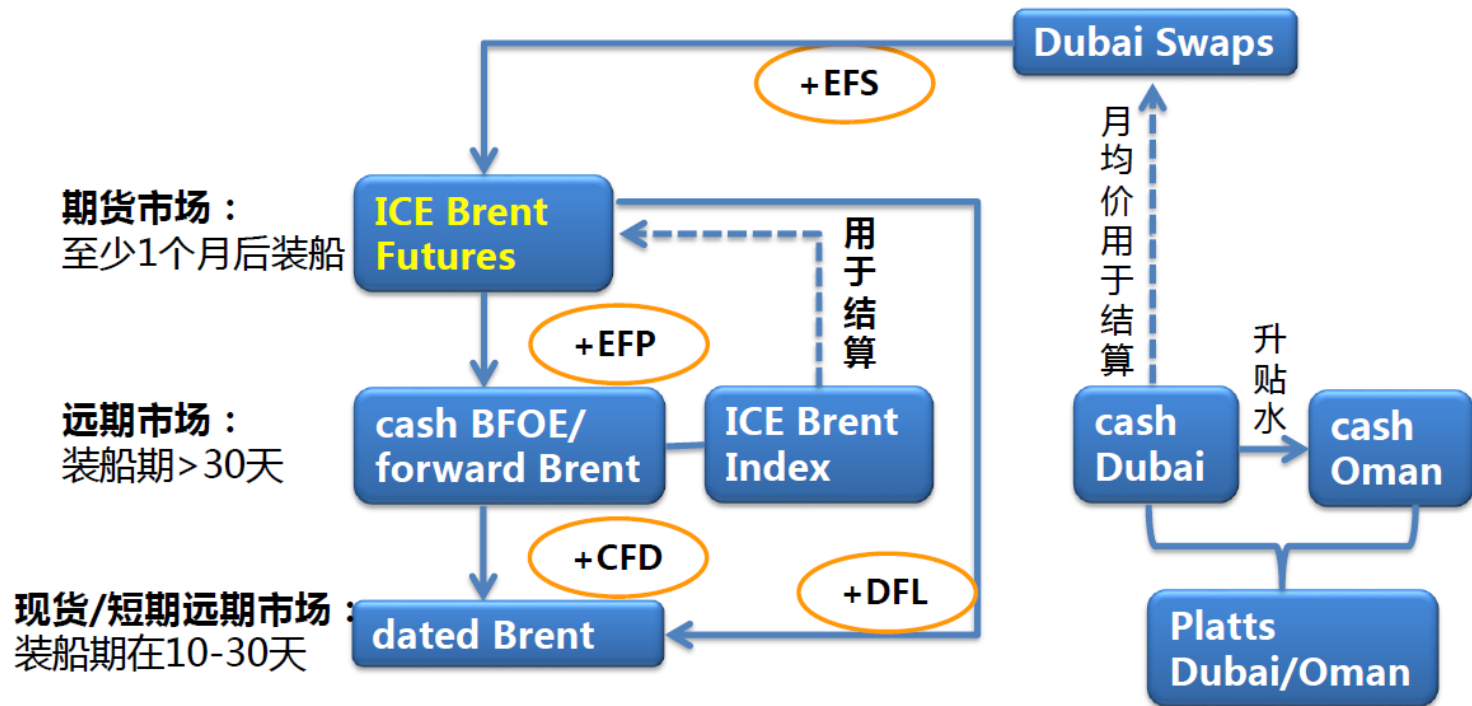 Dubai Swaps
+EFS
期货市场：
至少1个月后装船
ICE Brent
Futures
用于结算
月均价用于结算
+EFP
升贴水
远期市场：
装船期>30天
cash BFOE/
forward Brent
ICE Brent
Index
cash
Dubai
cash
Oman
+CFD
+DFL
现货/短期远期市场：
装船期在10-30天
dated Brent
Platts
Dubai/Oman